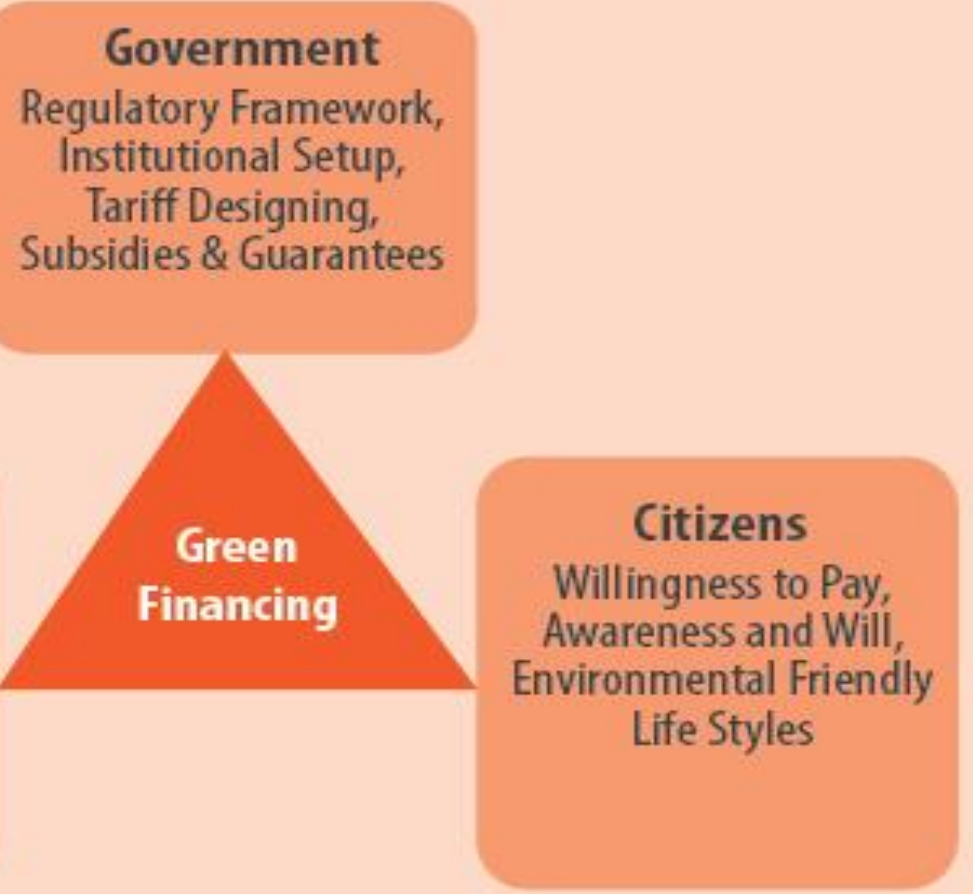 Government
Regulatory Framework,
Institutional Setup,
Tariff Designing,
Subsidies & Guarantees
Green
Financing
Citizens
Willingness to Pay,
Awareness and Will,
Environmental Friendly
Life Styles